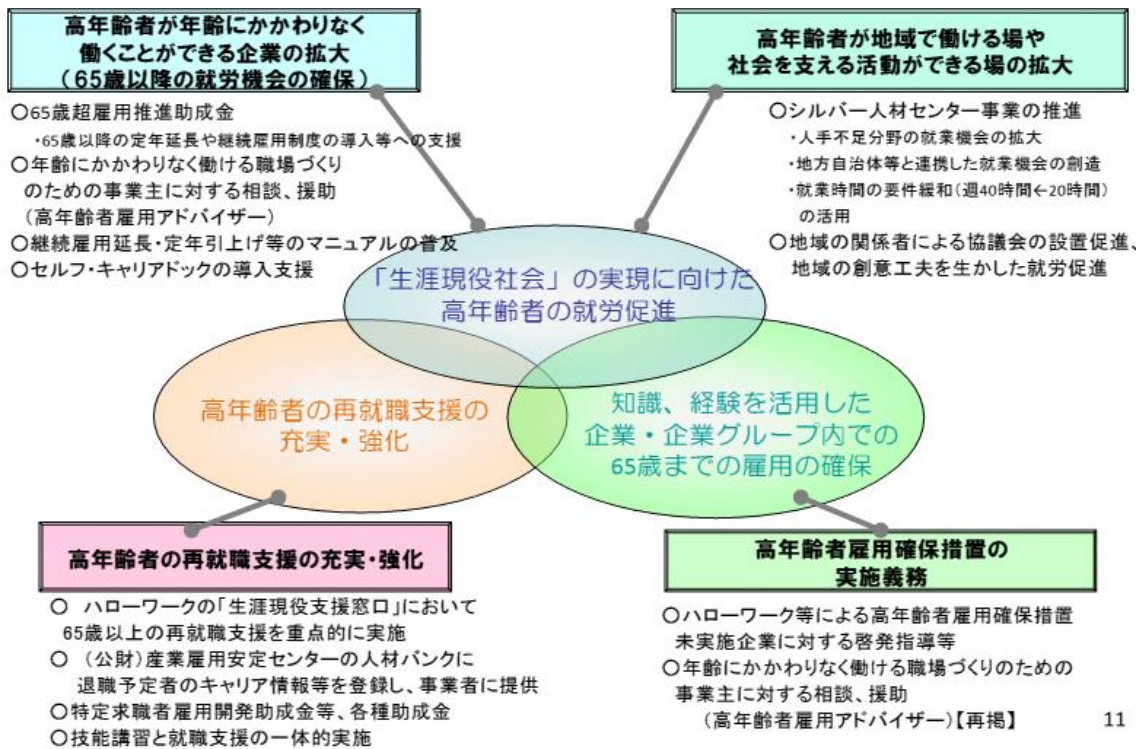 高年齢者が年齢にかかわりなく
働くことができる企業の拡大
（65歳以降の就労機会の確保）
○65歳超雇用推進助成金
・65歳以降の定年延長や継続雇用制度の導入等への支援
○年齢にかかわりなく働ける職場づくり
のための事業主に対する相談、援助
（高年齢者雇用アドバイザー）
○継続雇用延長・定年引上げ等のマニュアルの普及
○セルフ・キャリアドックの導入支援
高年齢者が地域で働ける場や
社会を支える活動ができる場の拡大
○シルバー人材センター事業の推進
・人手不足分野の就業機会の拡大
・地方自治体等と連携した就業機会の創造
・就業時間の要件緩和（週40時間←20時間）
の活用
○地域の関係者による協議会の設置促進、
地域の創意工夫を生かした就労促進
「生涯現役社会」の実現に向けた
高年齢者の就労促進
高年齢者の再就職支援の
充実・強化
知識、経験を活用した
企業・企業グループ内での
65歳までの雇用の確保
高年齢者の再就職支援の充実・強化
○ ハローワークの「生涯現役支援窓口」において
65歳以上の再就職支援を重点的に実施
○ （公財）産業雇用安定センターの人材バンクに
退職予定者のキャリア情報等を登録し、事業者に提供
○特定求職者雇用開発助成金等、各種助成金
○技能講習と就職支援の一体的実施
高年齢者雇用確保措置の
実施義務
○ハローワーク等による高年齢者雇用確保措置
未実施企業に対する啓発指導等
○年齢にかかわりなく働ける職場づくりのための
事業主に対する相談、援助
（高年齢者雇用アドバイザー）【再掲】
11